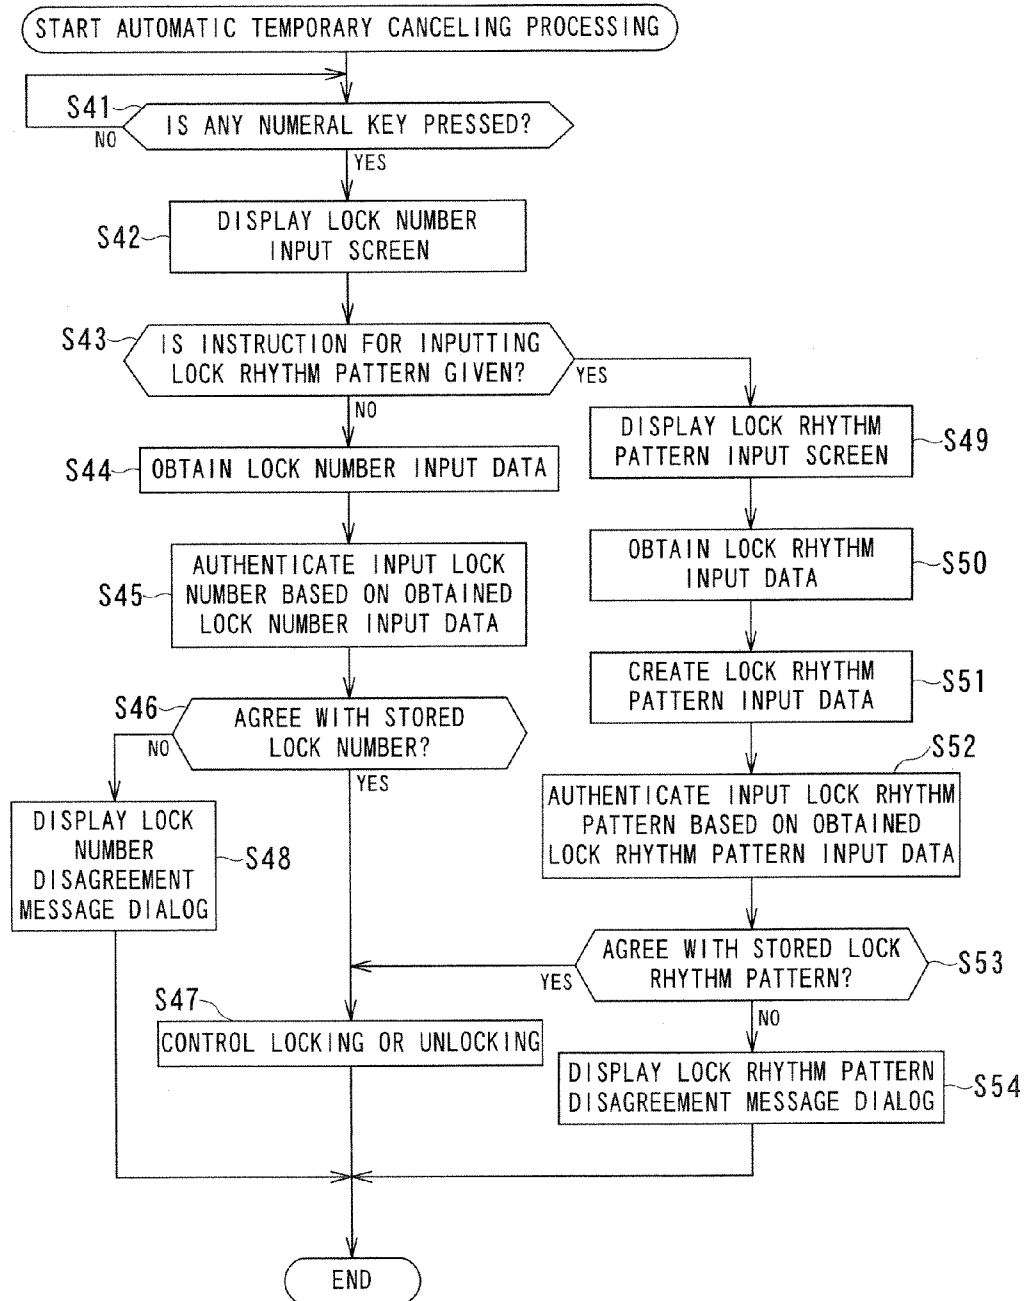 START AUTOMATIC TEMPORARY CANCELING PROCESSING
S41
IS ANY NUMERAL KEY PRESSED?
NO
YES
S42
DISPLAY LOCK NUMBER
INPUT SCREEN
S43
IS INSTRUCTION FOR INPUTTING
LOCK RHYTHM PATTERN GIVEN?
YES
NO
S44
OBTAIN LOCK NUMBER INPUT DATA
S45
AUTHENTICATE INPUT LOCK
NUMBER BASED ON OBTAINED
LOCK NUMBER INPUT DATA
S46
AGREE WITH STORED
LOCK NUMBER?
NO
YES
DISPLAY LOCK
NUMBER
DISAGREEMENT
MESSAGE DIALOG
S48
S47
CONTROL LOCKING OR UNLOCKING
DISPLAY LOCK RHYTHM
PATTERN INPUT SCREEN
S49
OBTAIN LOCK RHYTHM
INPUT DATA
S50
CREATE LOCK RHYTHM
PATTERN INPUT DATA
S51
S52
AUTHENTICATE INPUT LOCK RHYTHM
PATTERN BASED ON OBTAINED
LOCK RHYTHM PATTERN INPUT DATA
AGREE WITH STORED LOCK
RHYTHM PATTERN?
S53
YES
NO
DISPLAY LOCK RHYTHM PATTERN
DISAGREEMENT MESSAGE DIALOG
S54
END